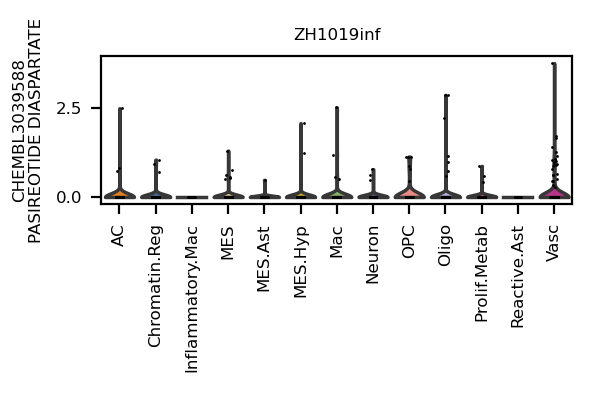 ZH1019inf
CHEMBL3039588
PASIREOTIDE DIASPARTATE
2.5
0.0
AC
Chromatin.Reg
Inflammatory.Mac
MES
MES.Ast
MES.Hyp
Mac
Neuron
OPC
Oligo
Prolif.Metab
Reactive.Ast
Vasc